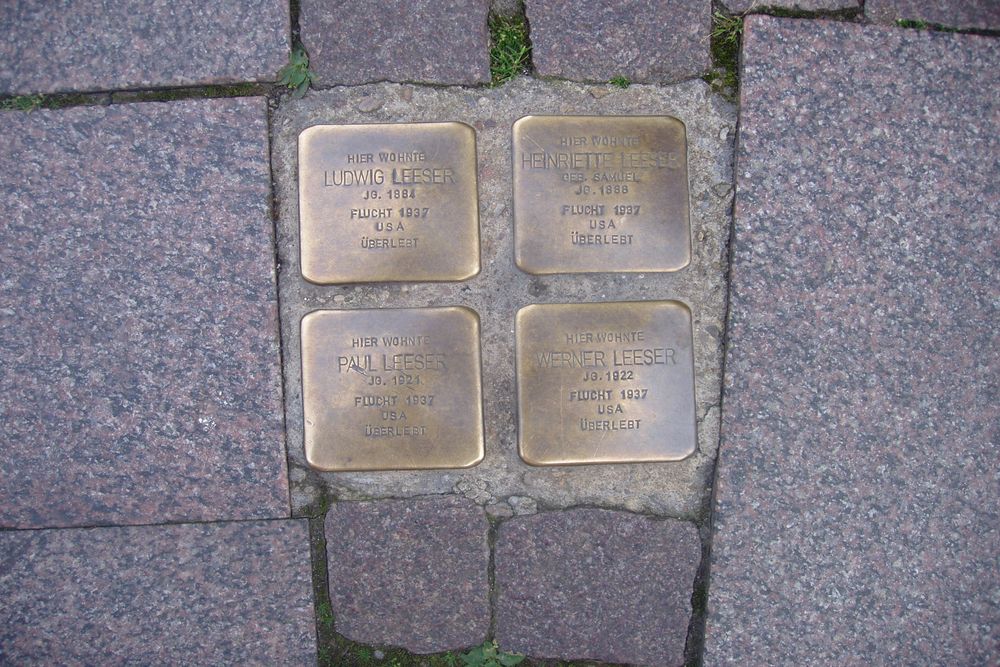 HIER WOHNTE
LUDWIG LEESER
JG. 1884
FLUCHT 1937
USA
ÜBERLEBT
HIER WOHNTE
HENRIETTE LEESER
GEB. SAMUEL
JG. 1888
FLUCHT 1937
USA
ÜBERLEBT
HIER WOHNTE
PAUL LEESER
JG. 1921
FLUCHT 1937
USA
ÜBERLEBT
HIER WOHNTE
WERNER LEESER
JG. 1922
FLUCHT 1937
USA
ÜBERLEBT